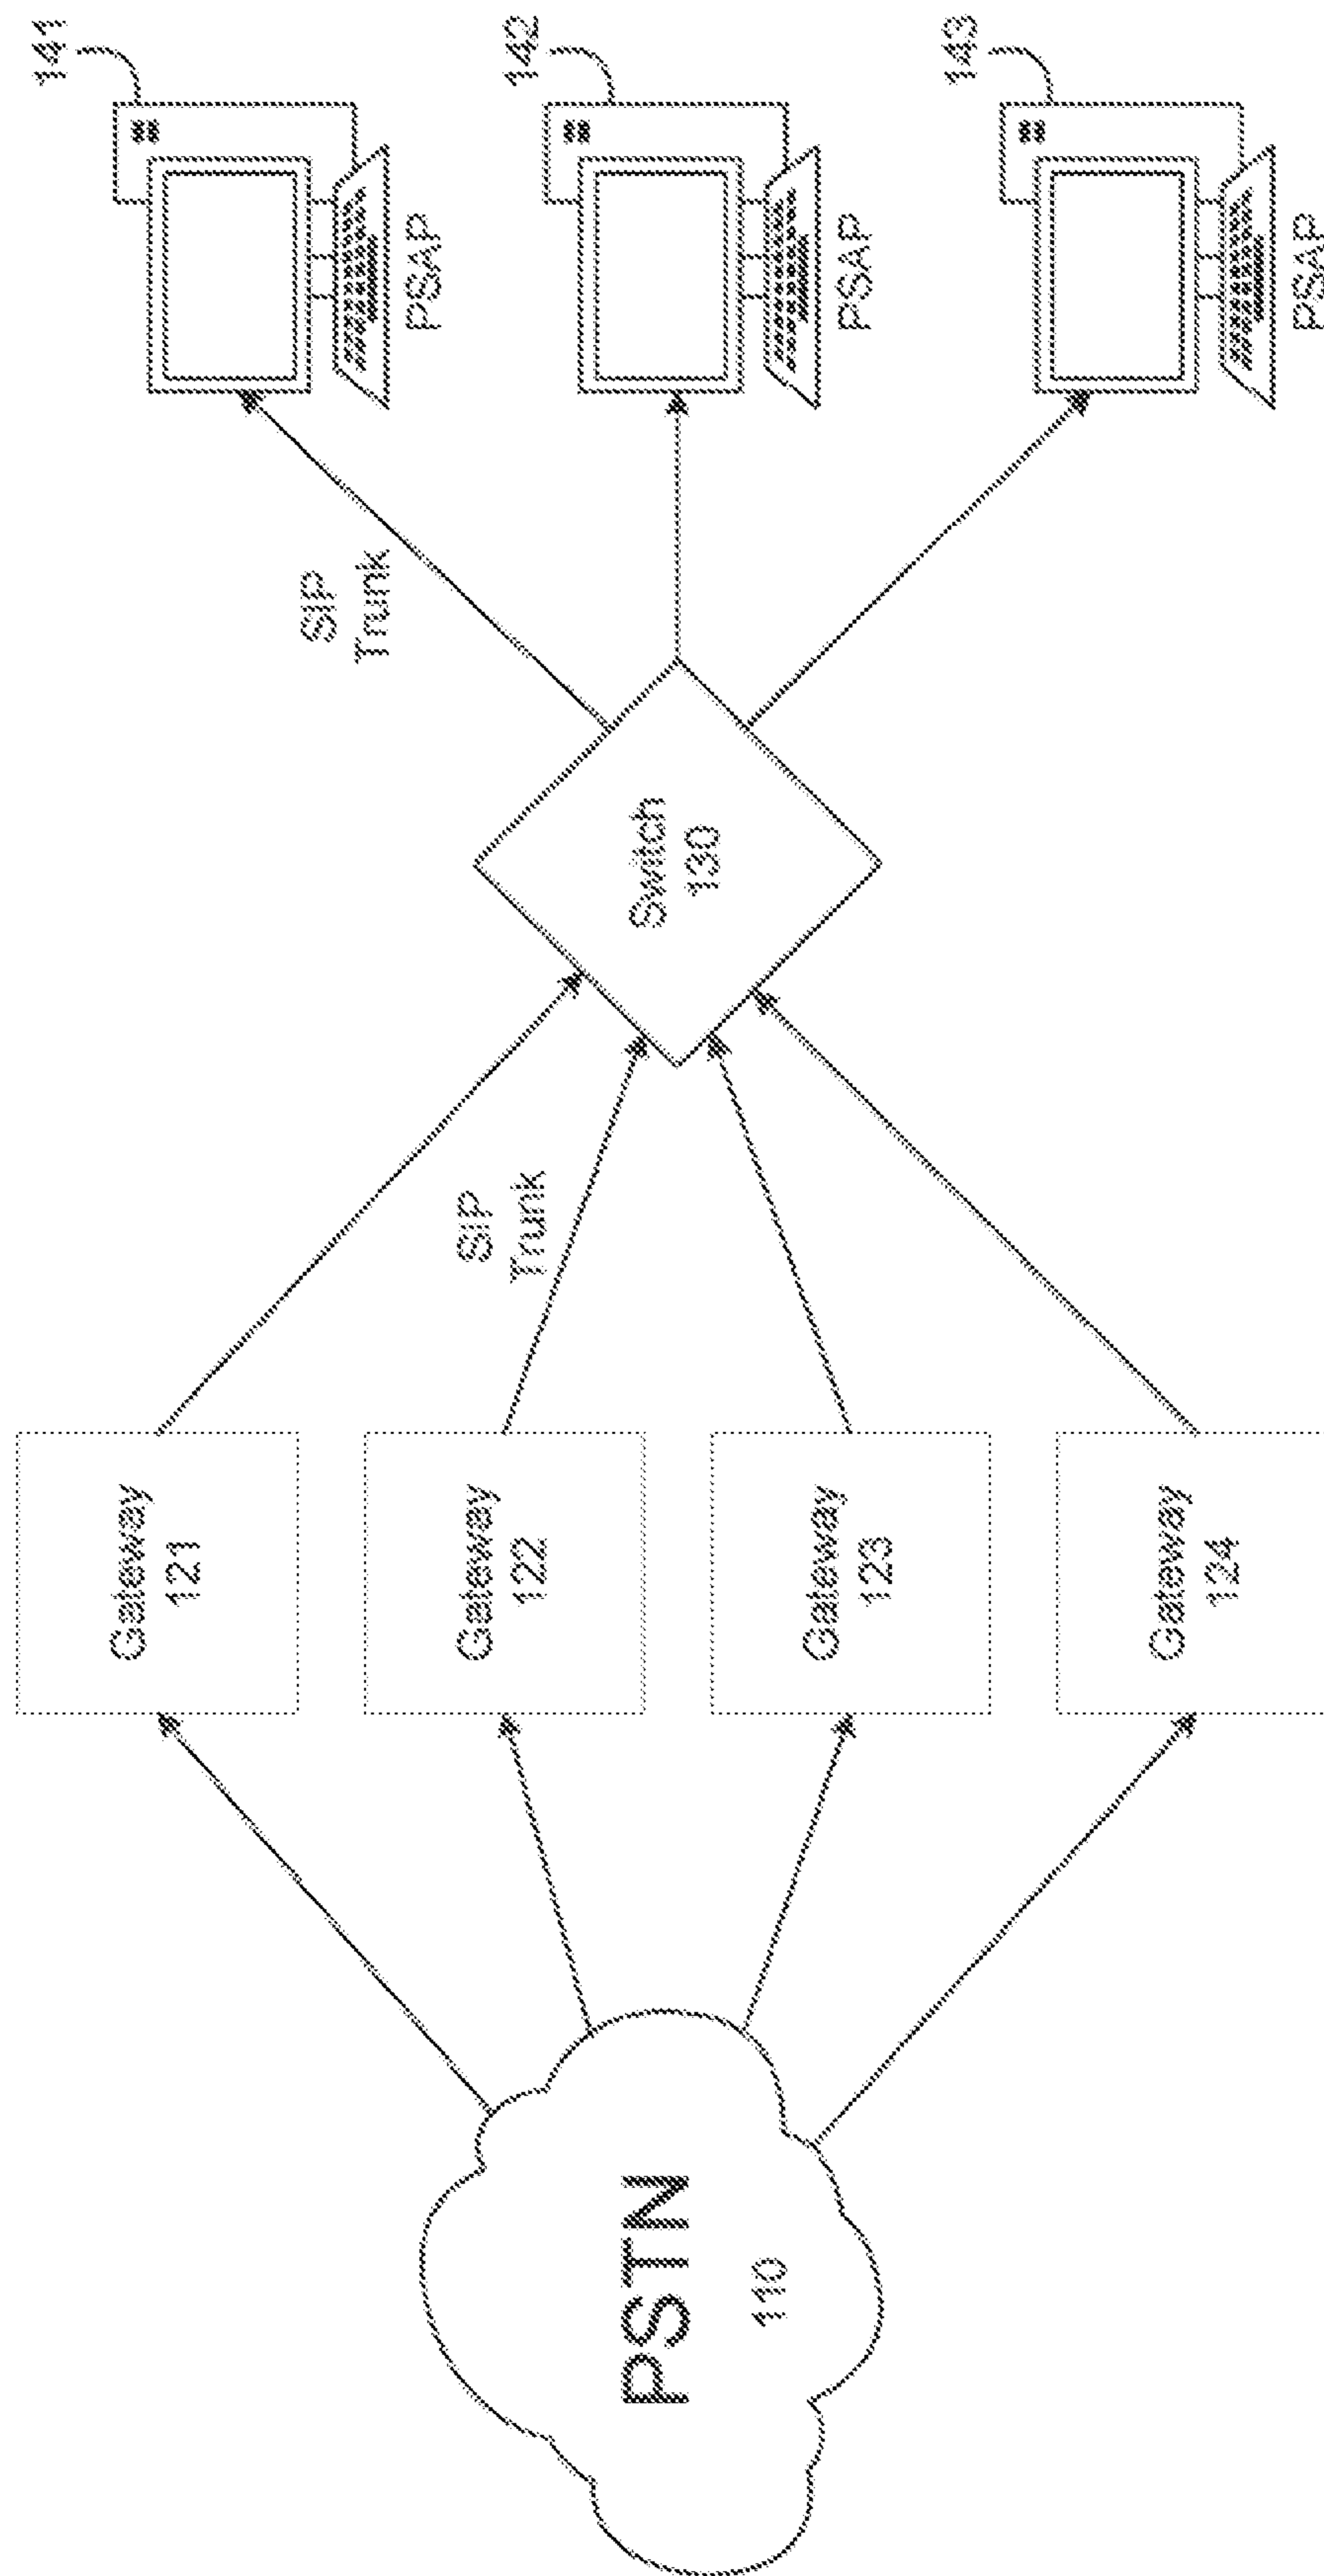 PSTN
110
Gateway
121
Gateway
122
Gateway
123
Gateway
124
SIP
Trunk
Switch
130
SIP
Trunk
141
PSAP
142
PSAP
143
PSAP